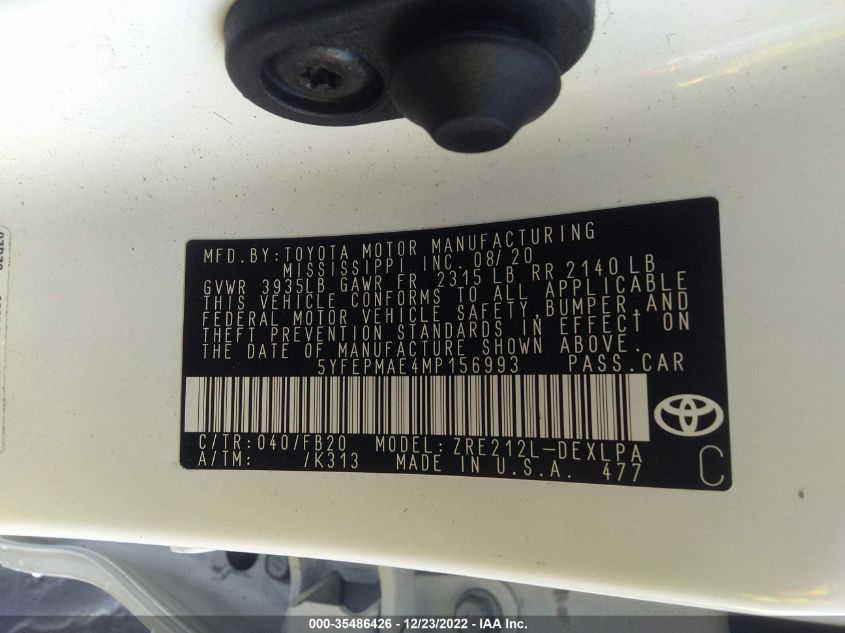 MFD.BY:TOYOTA MOTOR MANUFACTURING
MISSISSIPPI,INC. 08/20
GVWR 3935LB GAWR FR 2315 LB RR 2140 LB
THIS VEHICLE CONFORMS TO ALL APPLICABLE
FEDERAL MOTOR VEHICLE SAFETY,BUMPER,AND
THEFT PREVENTION STANDARDS IN EFFECT ON
THE DATE OF MANUFACTURE SHOWN ABOVE.
5YFEPMAE4MP156993 PASS.CAR
C/TR:040/FB20 MODEL:ZRE212L-DEXLPA
A/TM: /K313 MADE IN U.S.A. 477
C
000-35486426 - 12/23/2022 - IAA Inc.